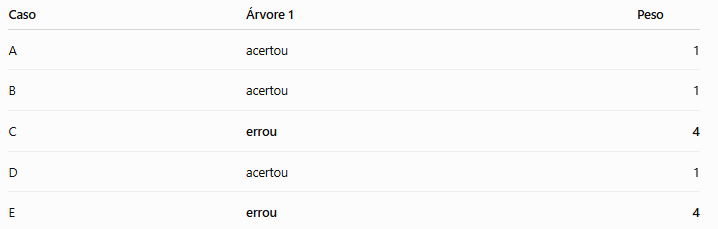 Caso Árvore 1 Peso
A acertou 1
B acertou 1
C errou 4
D acertou 1
E errou 4